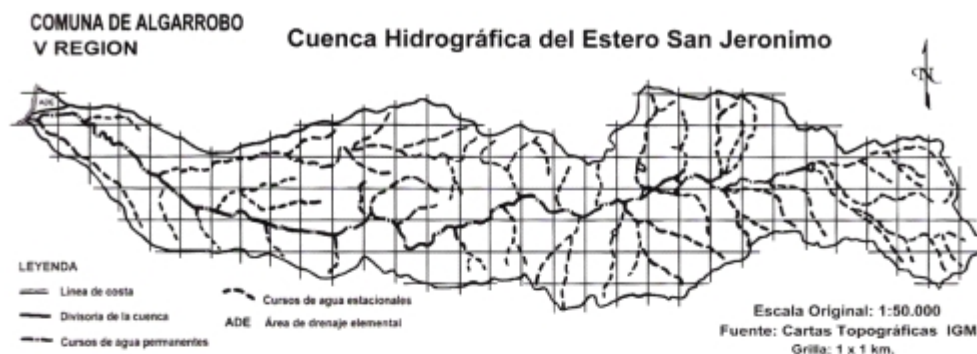 COMUNA DE ALGARROBO
V REGION
Cuenca Hidrográfica del Estero San Jeronimo
N
ADE
LEYENDA
Linea de costa
Divisoria de la cuenca
Cursos de agua permanentes
Cursos de agua estacionales
ADE Área de drenaje elemental
Escala Original: 1:50.000
Fuente: Cartas Topográficas IGM
Grilla: 1 x 1 km.